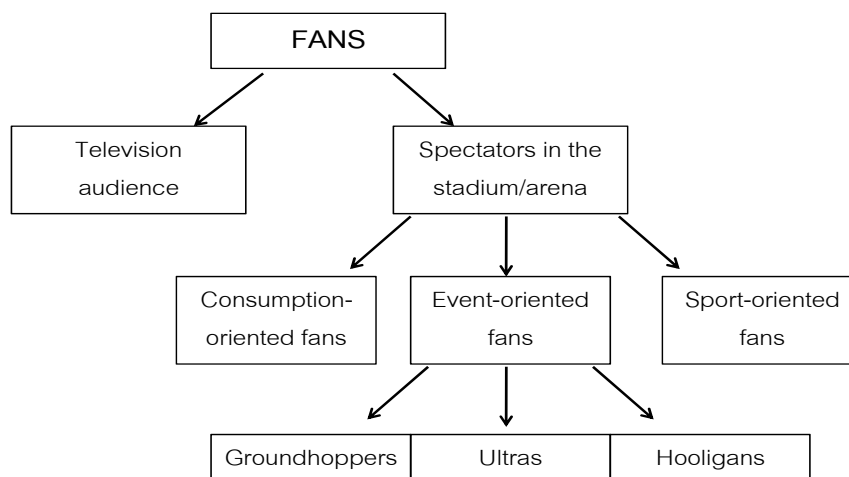 FANS
Television
audience
Spectators in the
stadium/arena
Consumption-
oriented fans
Event-oriented
fans
Sport-oriented
fans
Groundhoppers
Ultras
Hooligans